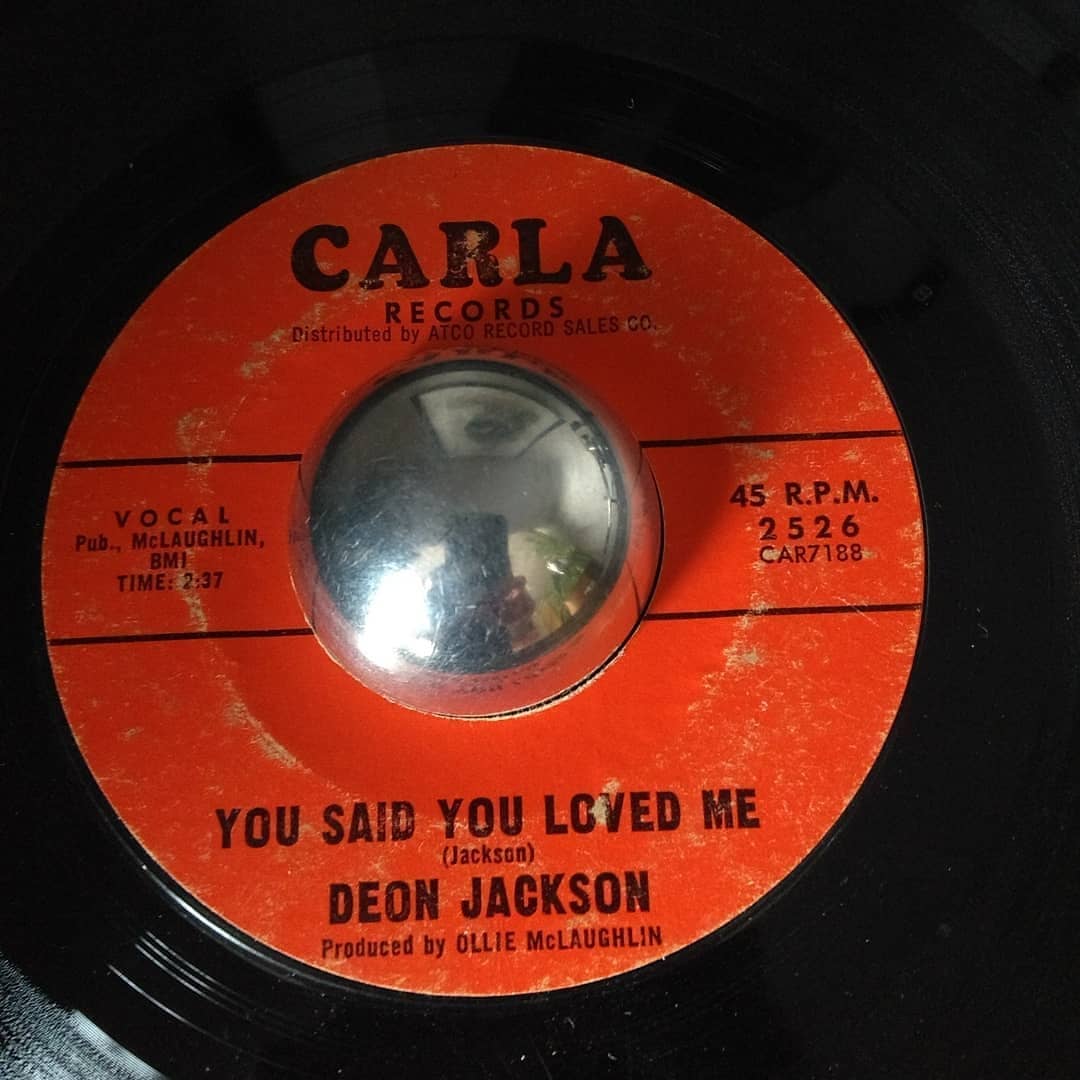 CARLA
RECORDS
Distributed by ATCO RECORD SALES CO.
VOCAL
Pub., McLAUGHLIN,
BMI
TIME: 2:37
45 R.P.M.
2526
CAR7188
YOU SAID YOU LOVED ME
(Jackson)
DEON JACKSON
Produced by OLLIE McLAUGHLIN